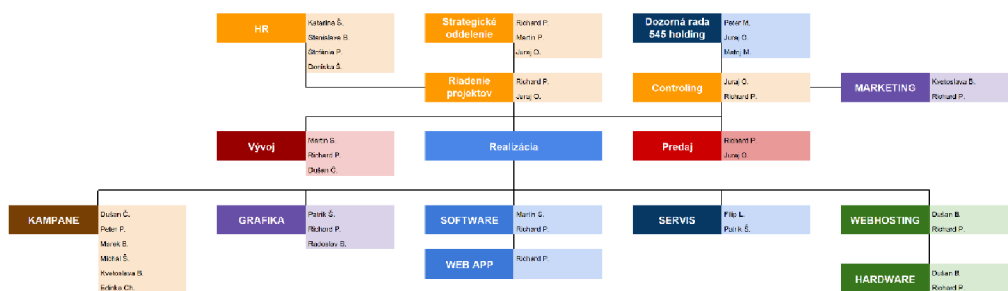 HR
Katarína Š.
Stanislava B.
Štefánia P.
Dominika Š.
Strategické
oddelenie
Richard P.
Martin P.
Juraj O.
Dozorná rada
545 holding
Peter M.
Juraj O.
Matej M.
Riadenie
projektov
Richard P.
Juraj O.
Controling
Juraj O.
Richard P.
MARKETING
Kvetoslava B.
Richard P.
Vývoj
Martin S.
Richard P.
Dušan Č.
Realizácia
Predaj
Richard P.
Juraj O.
KAMPANE
Dušan Č.
Peter P.
Marek B.
Michal Š.
Kvetoslava B.
Edinka Ch.
GRAFIKA
Patrik Š.
Richard P.
Radoslav B.
SOFTWARE
Martin S.
Richard P.
SERVIS
Filip L.
Patrik Š.
WEBHOSTING
Dušan B.
Richard P.
WEB APP
Richard P.
HARDWARE
Dušan B.
Richard P.